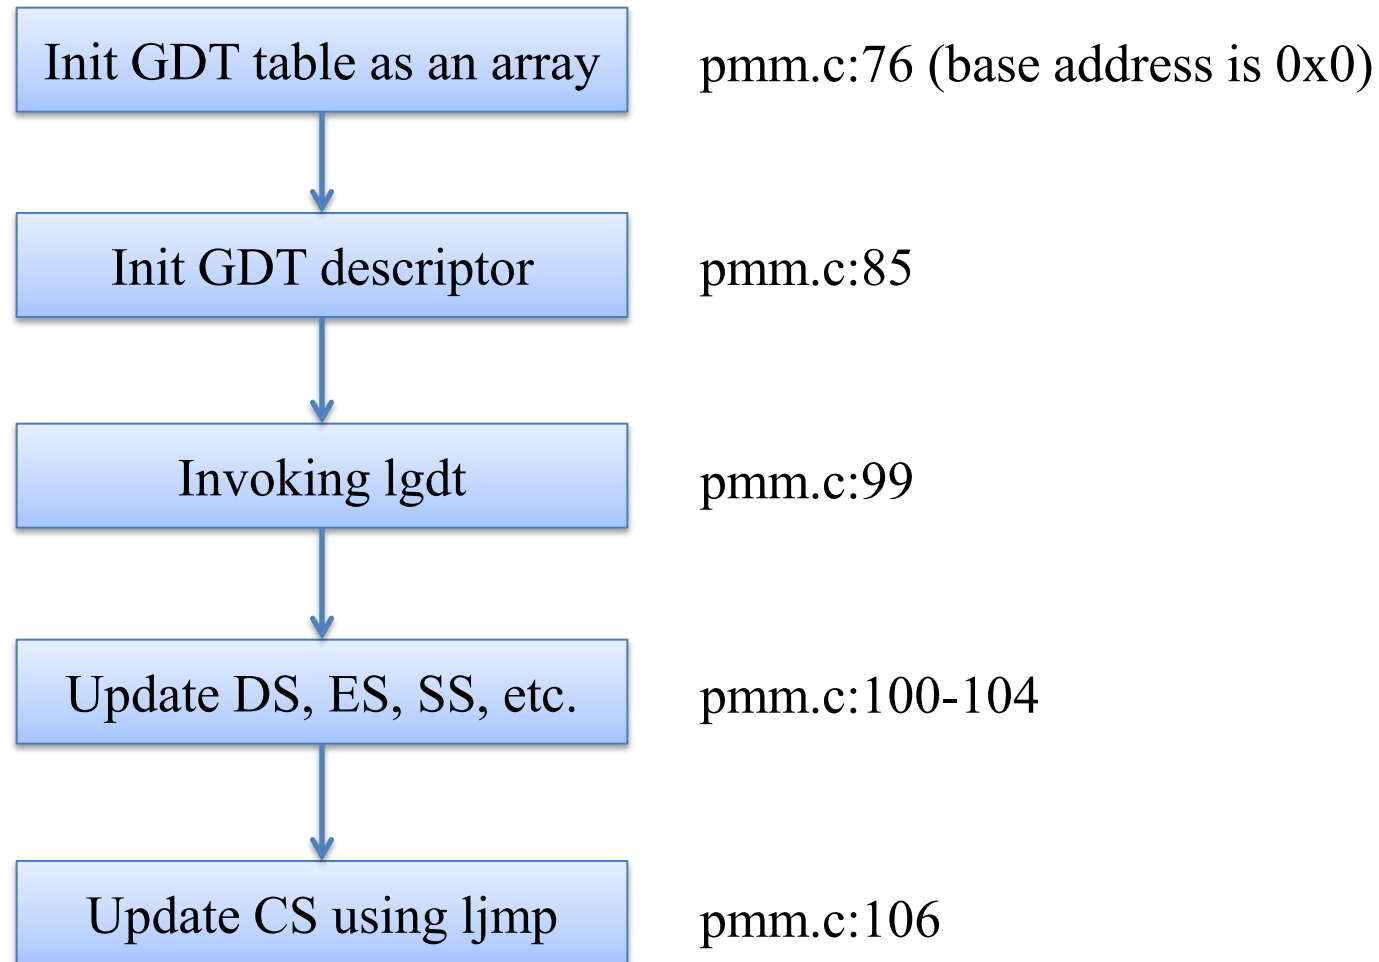 Init GDT table as an array
pmm.c:76 (base address is 0x0)
Init GDT descriptor
pmm.c:85
Invoking lgdt
pmm.c:99
Update DS, ES, SS, etc.
pmm.c:100-104
Update CS using ljmp
pmm.c:106